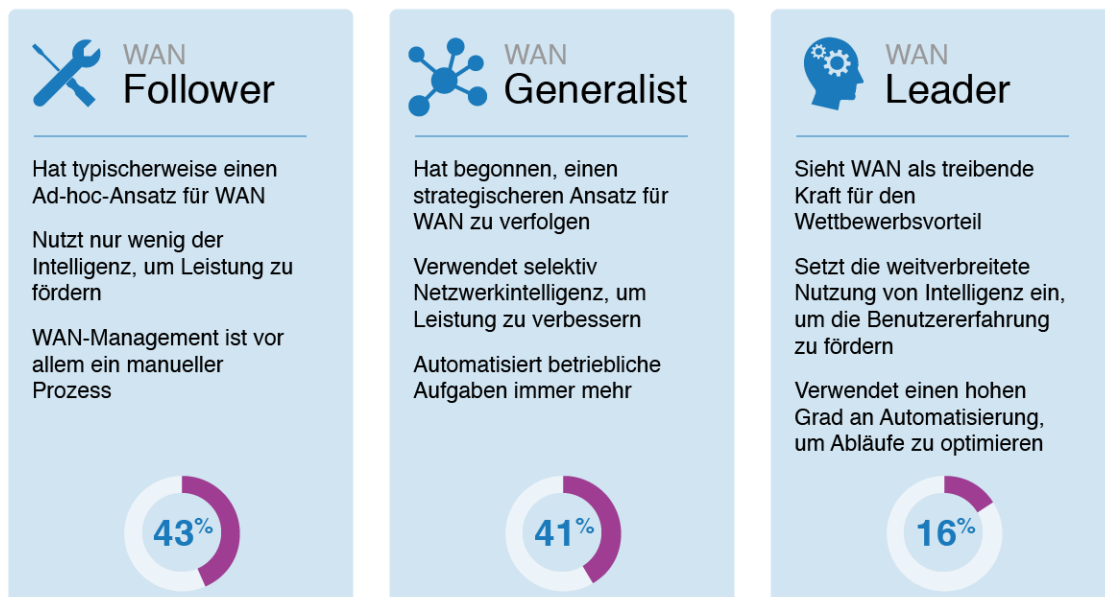 WAN
Follower
Hat typischerweise einen
Ad-hoc-Ansatz für WAN
Nutzt nur wenig der
Intelligenz, um Leistung zu
fördern
WAN-Management ist vor
allem ein manueller
Prozess
43%
WAN
Generalist
Hat begonnen, einen
strategischeren Ansatz für
WAN zu verfolgen
Verwendet selektiv
Netzwerkintelligenz, um
Leistung zu verbessern
Automatisiert betriebliche
Aufgaben immer mehr
41%
WAN
Leader
Sieht WAN als treibende
Kraft für den
Wettbewerbsvorteil
Setzt die weitverbreitete
Nutzung von Intelligenz ein,
um die Benutzererfahrung
zu fördern
Verwendet einen hohen
Grad an Automatisierung,
um Abläufe zu optimieren
16%